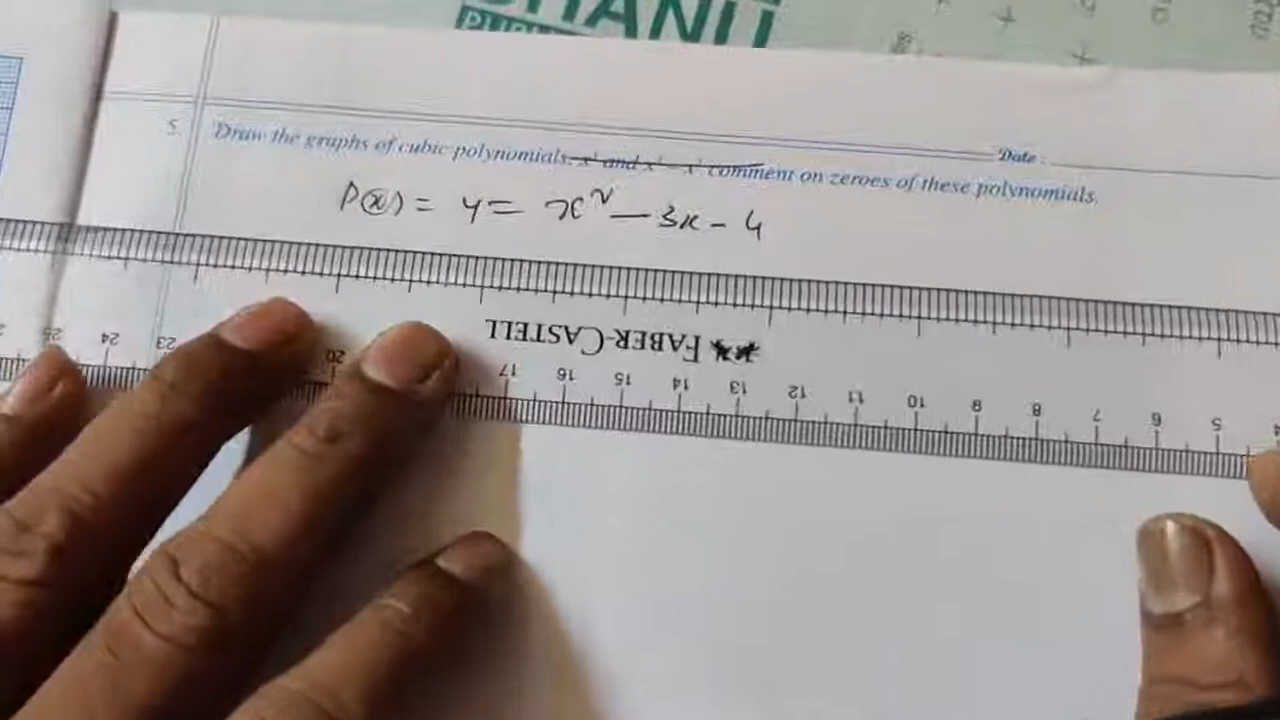 5.
Date :
Draw the graphs of cubic polynomials. x³ and x² – x³ comment on zeroes of these polynomials.
P(x) = y = x² – 3x – 4
FABER-CASTELL
25 24 23 20 17 16 15 14 13 12 11 10 9 8 7 6 5